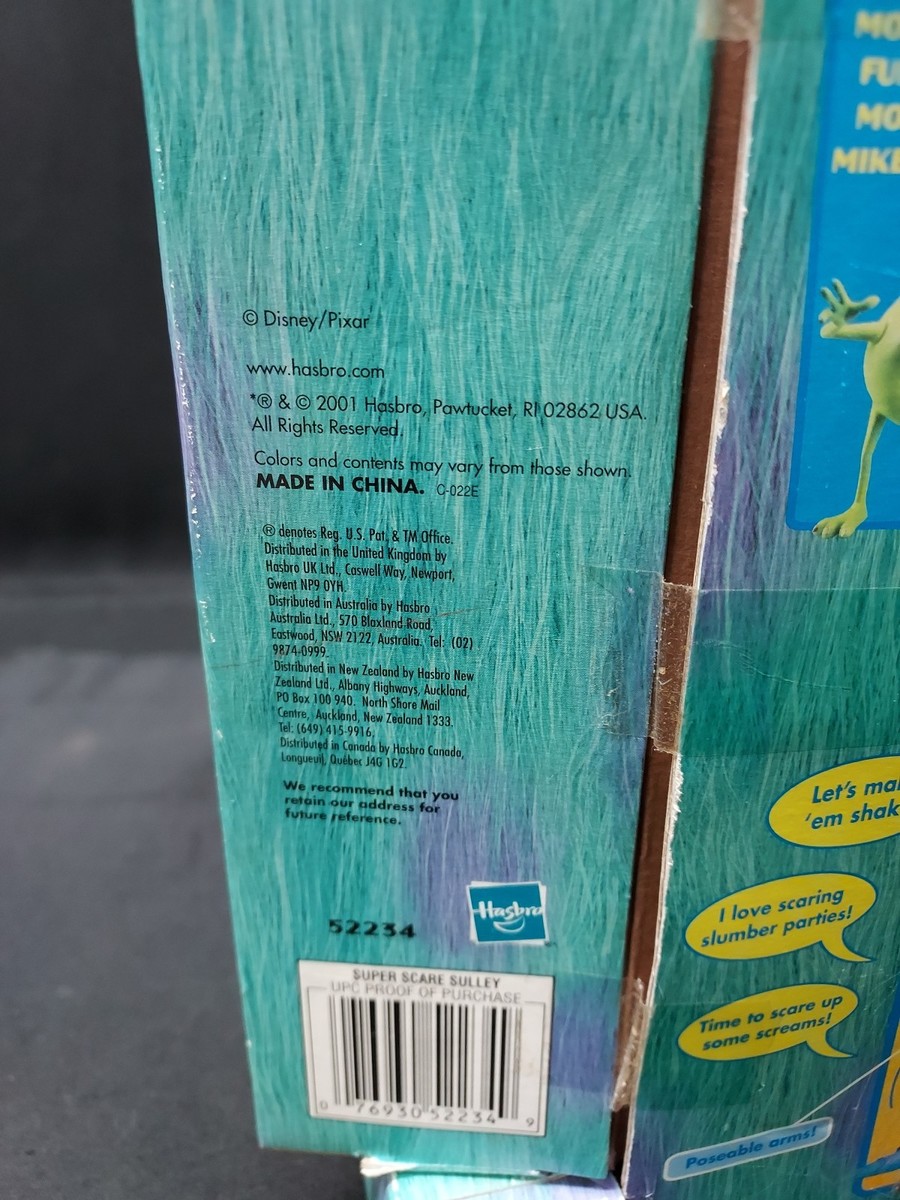 © Disney/Pixar
www.hasbro.com
*® & © 2001 Hasbro, Pawtucket, RI 02862 USA.
All Rights Reserved.
Colors and contents may vary from those shown.
MADE IN CHINA. C-022E
® denotes Reg. U.S. Pat. & TM Office.
Distributed in the United Kingdom by
Hasbro UK Ltd., Caswell Way, Newport,
Gwent NP9 0YH.
Distributed in Australia by Hasbro
Australia Ltd., 570 Blaxland Road,
Eastwood, NSW 2122, Australia. Tel: (02)
9874-0999.
Distributed in New Zealand by Hasbro New
Zealand Ltd., Albany Highways, Auckland,
PO Box 100 940. North Shore Mail
Centre, Auckland, New Zealand 1333.
Tel: (649) 415-9916.
Distributed in Canada by Hasbro Canada,
Longueuil, Québec J4G 1G2.
We recommend that you
retain our address for
future reference.
52234
Hasbro
SUPER SCARE SULLEY
UPC PROOF OF PURCHASE
0 76930 52234 9
MO
FU
MO
MIKE
Let's ma
'em shak
I love scaring
slumber parties!
Time to scare up
some screams!
Poseable arms!